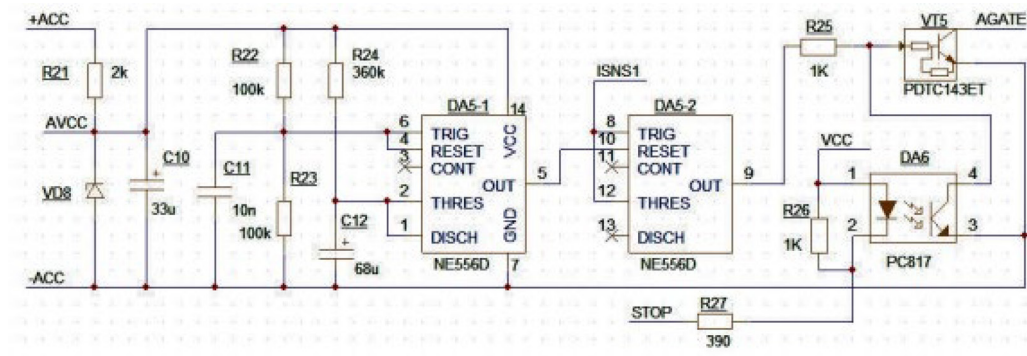 +ACC
R21
2k
AVCC
VD8
C10
33u
-ACC
R22
100k
C11
10n
R23
100k
R24
360k
C12
68u
DA5-1
6 TRIG
4 RESET
3 CONT
2 THRES
1 DISCH
VCC 14
OUT 5
GND 7
NE556D
ISNS1
DA5-2
8 TRIG
10 RESET
11 CONT
12 THRES
13 DISCH
OUT 9
NE556D
R25
1K
VT5
AGATE
PDTC143ET
VCC
DA6
1
2
4
3
PC817
R26
1K
STOP
R27
390